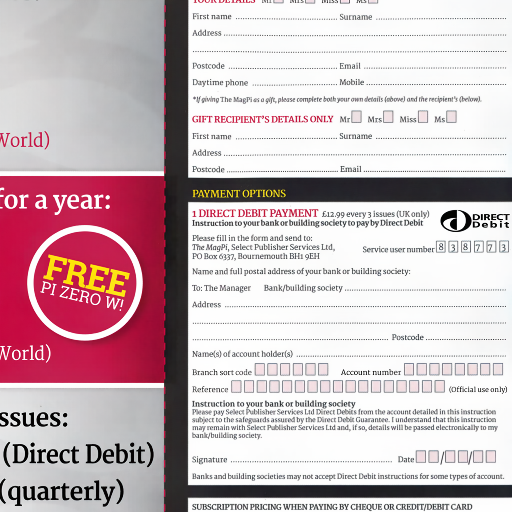 World)
for a year:
FREE
PI ZERO W!
World)
ssues:
(Direct Debit)
(quarterly)
YOUR DETAILS Mr Mrs Miss Ms
First name Surname
Address
Postcode Email
Daytime phone Mobile
*If giving The MagPi as a gift, please complete both your own details (above) and the recipient's (below).
GIFT RECIPIENT'S DETAILS ONLY Mr Mrs Miss Ms
First name Surname
Address
Postcode Email
PAYMENT OPTIONS
1 DIRECT DEBIT PAYMENT £12.99 every 3 issues (UK only)
Instruction to your bank or building society to pay by Direct Debit
DIRECT
Debit
Please fill in the form and send to:
The MagPi, Select Publisher Services Ltd,
PO Box 6337, Bournemouth BH1 9EH
Service user number 8 3 8 7 7 3
Name and full postal address of your bank or building society:
To: The Manager Bank/building society
Address
Postcode
Name(s) of account holder(s)
Branch sort code Account number
Reference (Official use only)
Instruction to your bank or building society
Please pay Select Publisher Services Ltd Direct Debits from the account detailed in this instruction
subject to the safeguards assured by the Direct Debit Guarantee. I understand that this instruction
may remain with Select Publisher Services Ltd and, if so, details will be passed electronically to my
bank/building society.
Signature Date / /
Banks and building societies may not accept Direct Debit instructions for some types of account.
SUBSCRIPTION PRICING WHEN PAYING BY CHEQUE OR CREDIT/DEBIT CARD